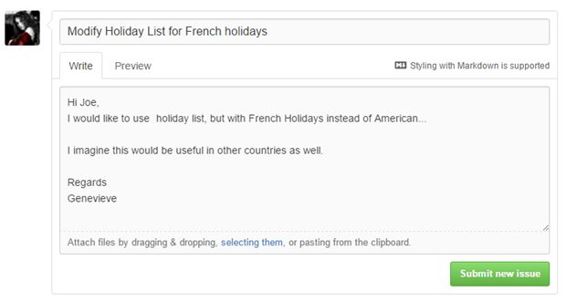 Modify Holiday List for French holidays
Write Preview Styling with Markdown is supported
Hi Joe,
I would like to use  holiday list, but with French Holidays instead of American...
I imagine this would be useful in other countries as well.
Regards
Genevieve
Attach files by dragging & dropping, selecting them, or pasting from the clipboard.
Submit new issue